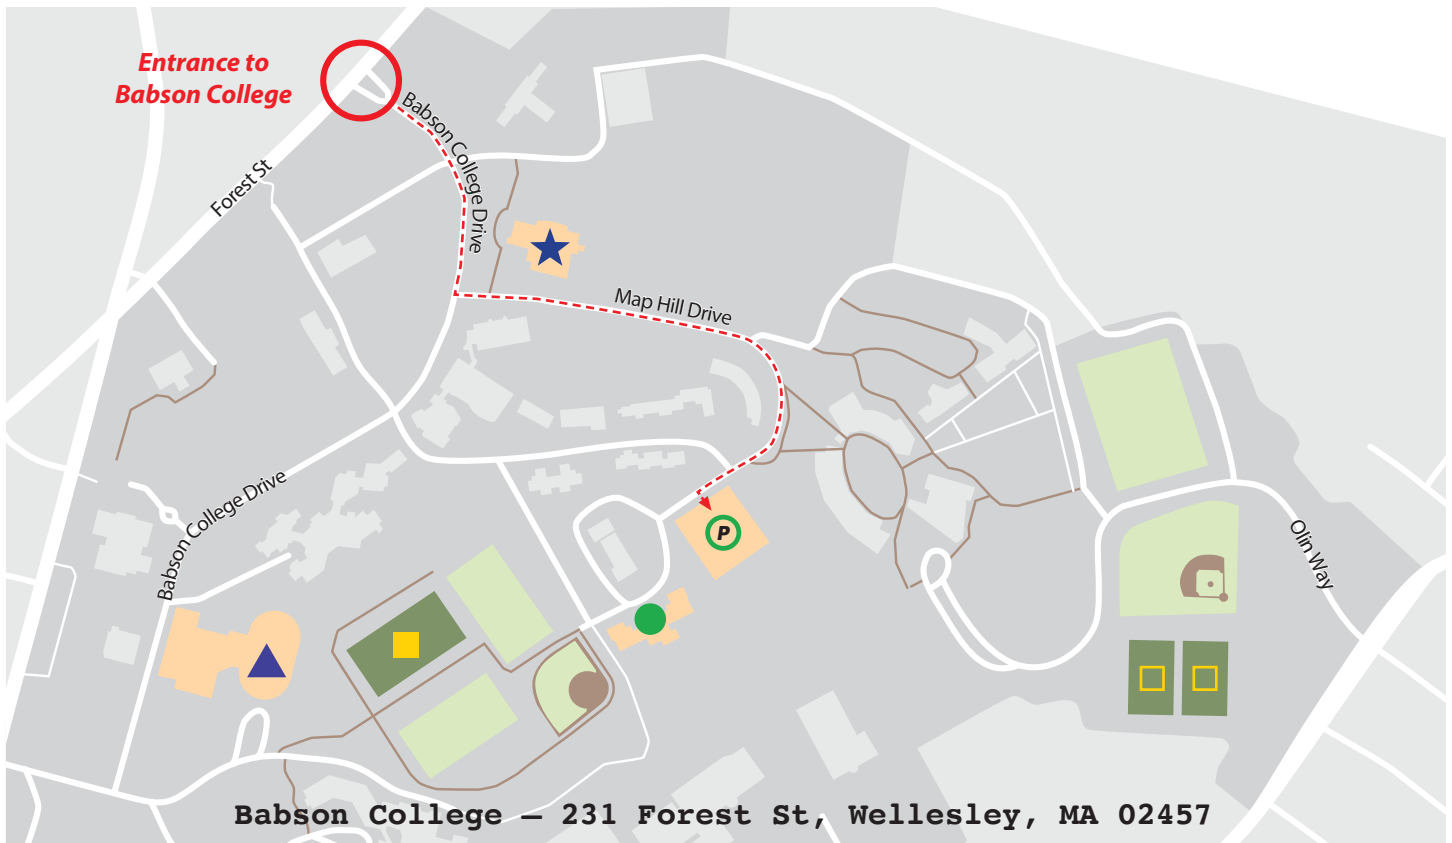 Entrance to
Babson College
Babson College Drive
Forest St
Map Hill Drive
Babson College Drive
P
Olin Way
Babson College — 231 Forest St, Wellesley, MA 02457